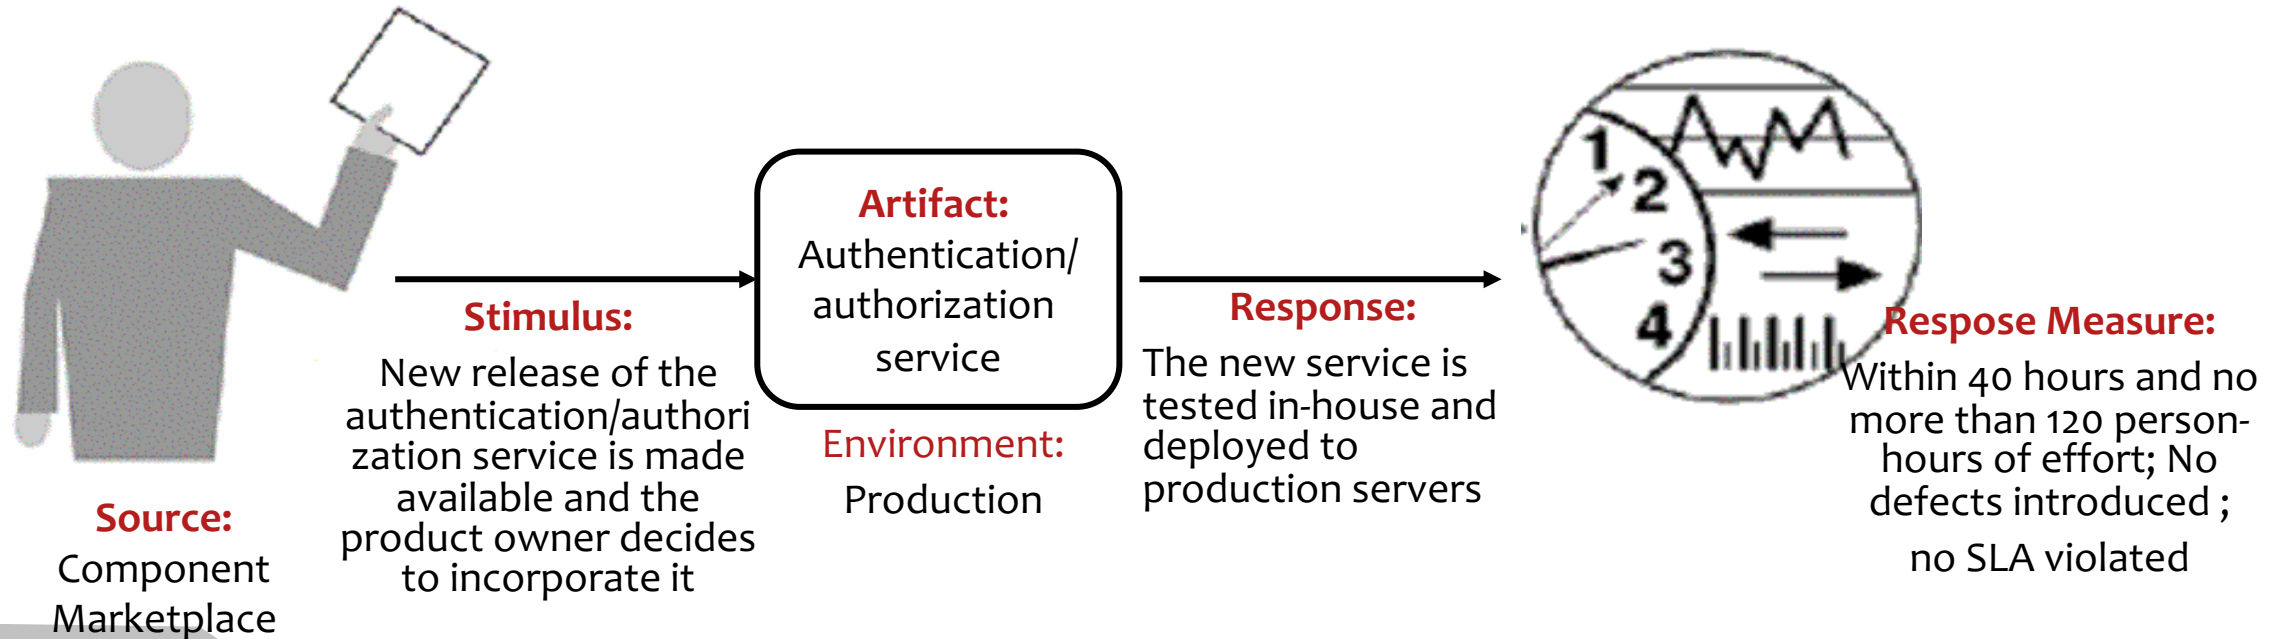 Source:
Component
Marketplace
Stimulus:
New release of the
authentication/authori
zation service is made
available and the
product owner decides
to incorporate it
Artifact:
Authentication/
authorization
service
Environment:
Production
Response:
The new service is
tested in-house and
deployed to
production servers
1
2
3
4
Respose Measure:
Within 40 hours and no
more than 120 person-
hours of effort; No
defects introduced ;
no SLA violated